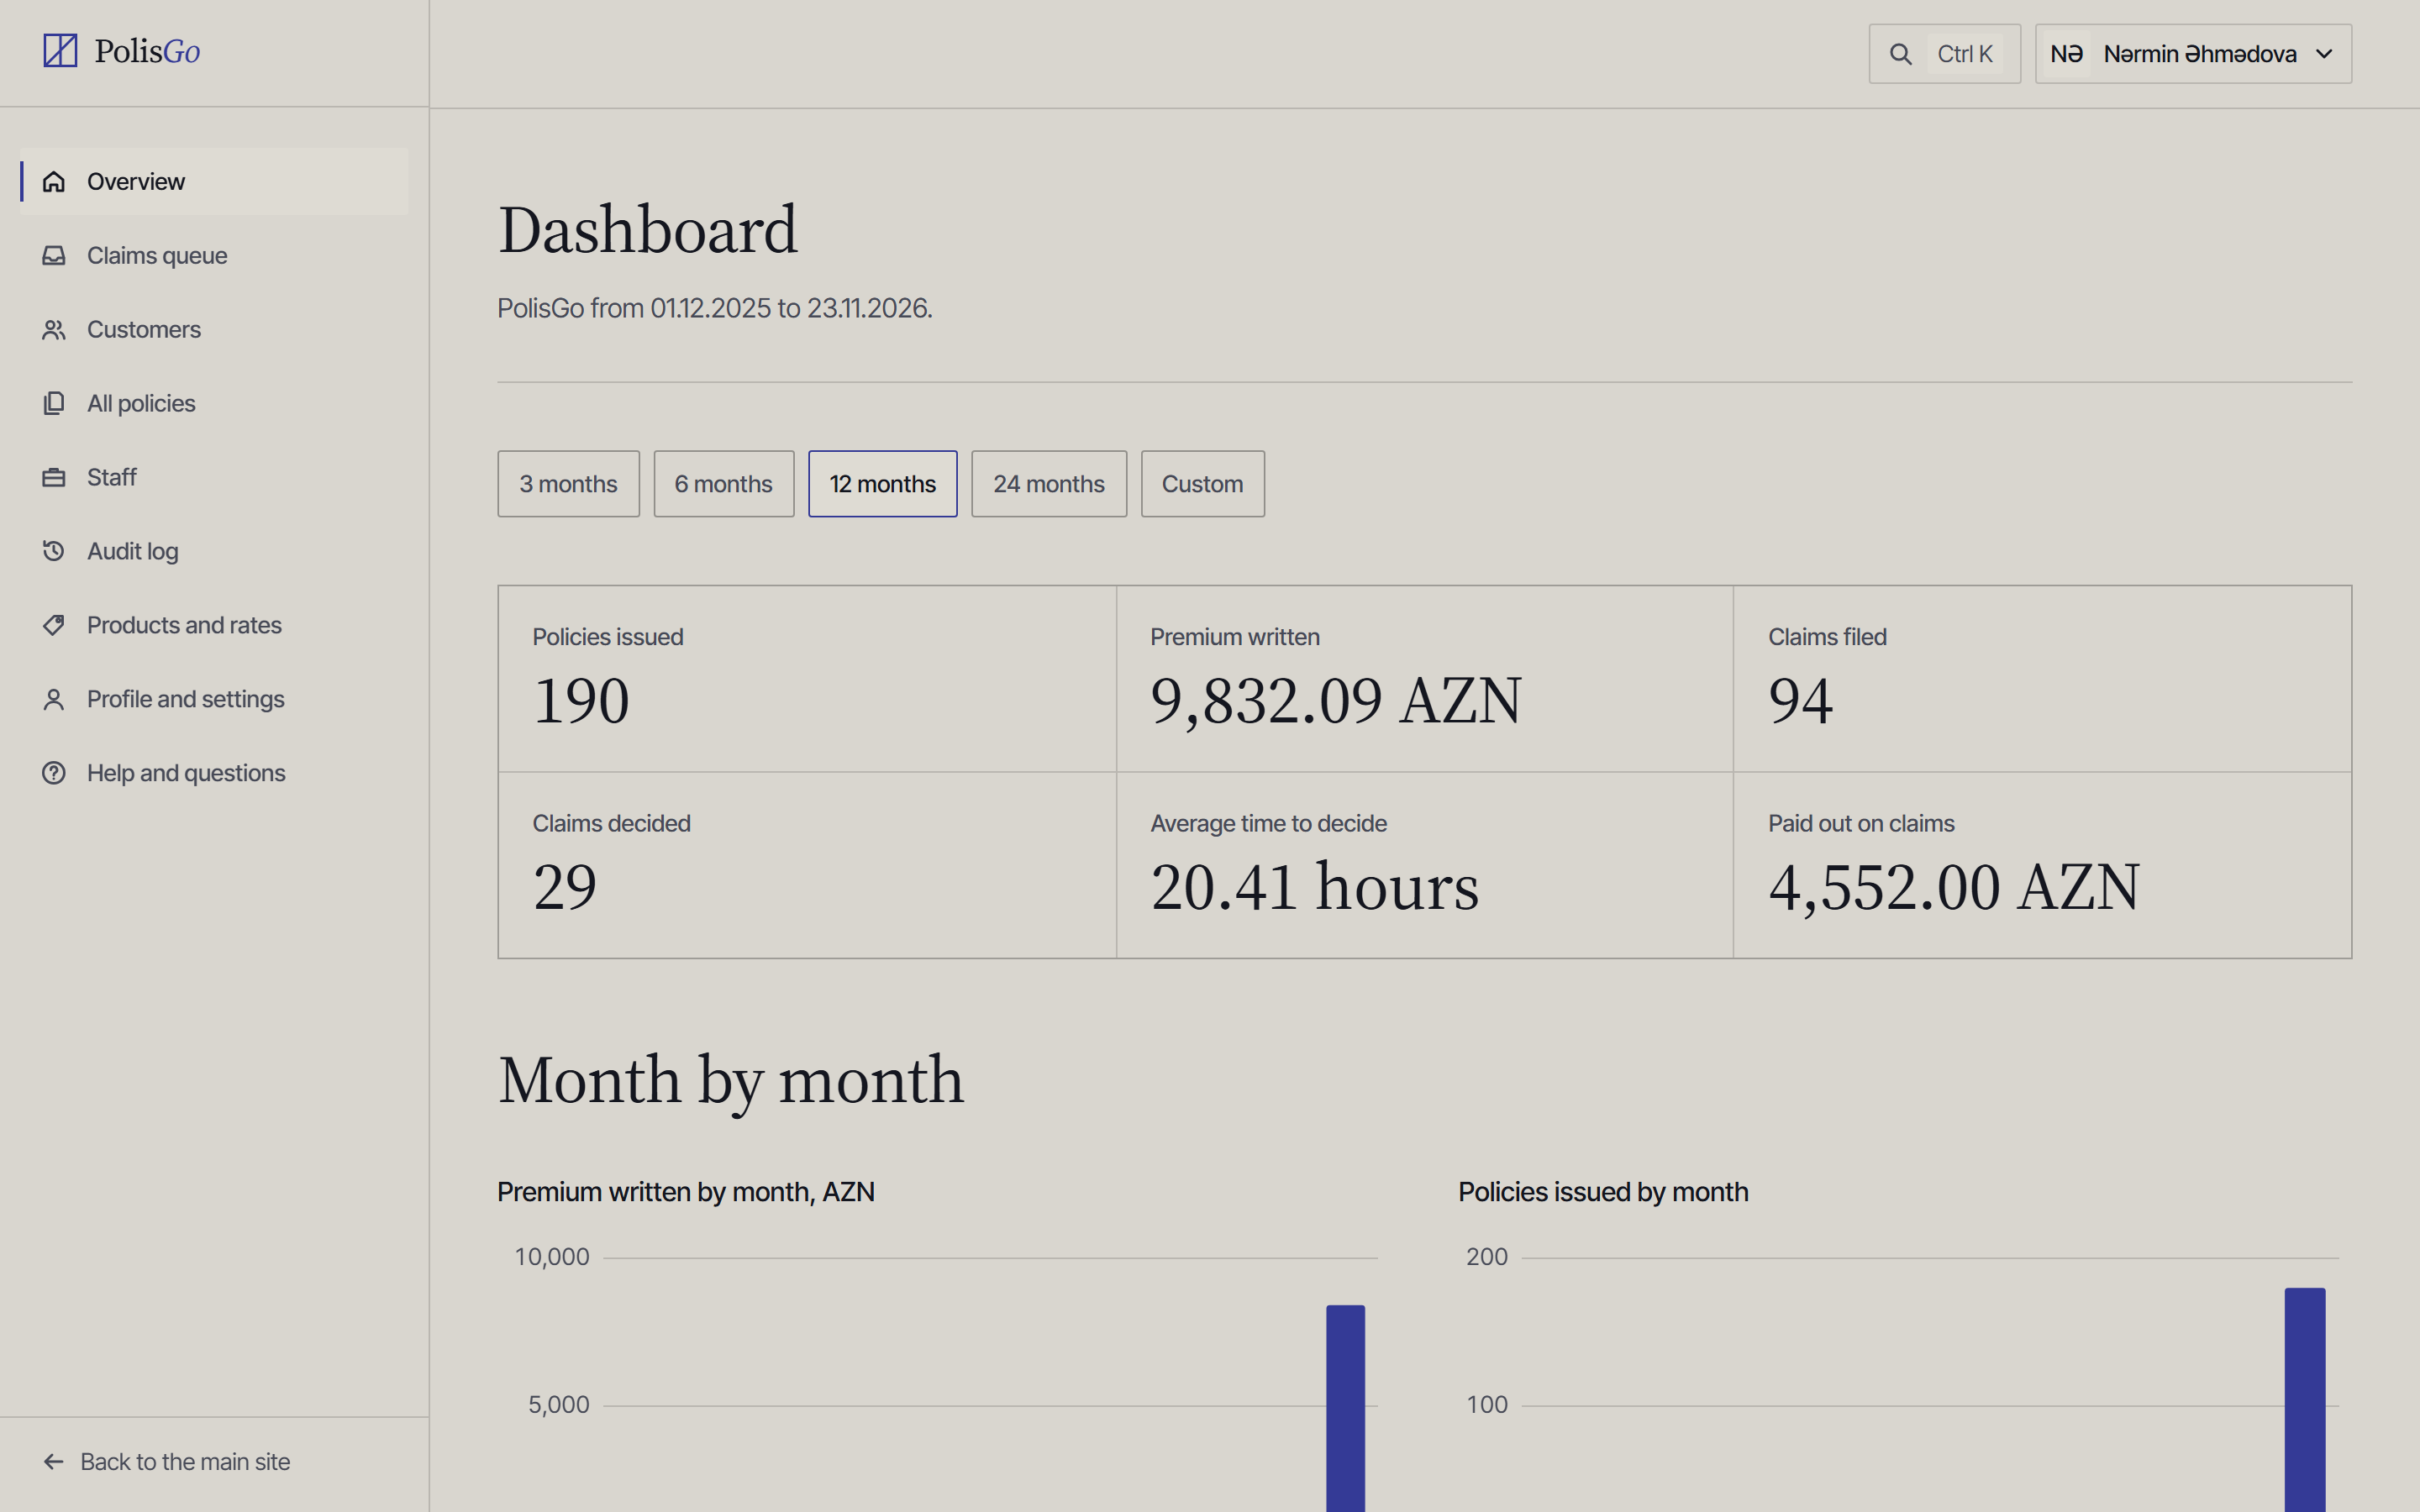 PolisGo
Ctrl K
NƏ Nərmin Əhmədova
Overview
Claims queue
Customers
All policies
Staff
Audit log
Products and rates
Profile and settings
Help and questions
Back to the main site
Dashboard
PolisGo from 01.12.2025 to 23.11.2026.
3 months
6 months
12 months
24 months
Custom
Policies issued
190
Premium written
9,832.09 AZN
Claims filed
94
Claims decided
29
Average time to decide
20.41 hours
Paid out on claims
4,552.00 AZN
Month by month
Premium written by month, AZN
10,000
5,000
Policies issued by month
200
100